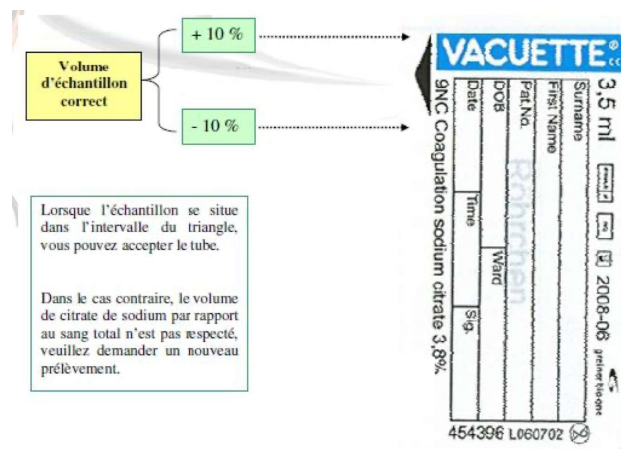 Volume
d'échantillon
correct
+ 10 %
- 10 %
Lorsque l'échantillon se situe
dans l'intervalle du triangle,
vous pouvez accepter le tube.
Dans le cas contraire, le volume
de citrate de sodium par rapport
au sang total n'est pas respecté,
veuillez demander un nouveau
prélèvement.
VACUETTE®
3,5 ml
2008-06
greiner bio-one
Surname
First Name
Pat.No.
DOB
Ward
Date
Time
Sig.
Röhrchen
9NC Coagulation sodium citrate 3,8%
454396 L060702